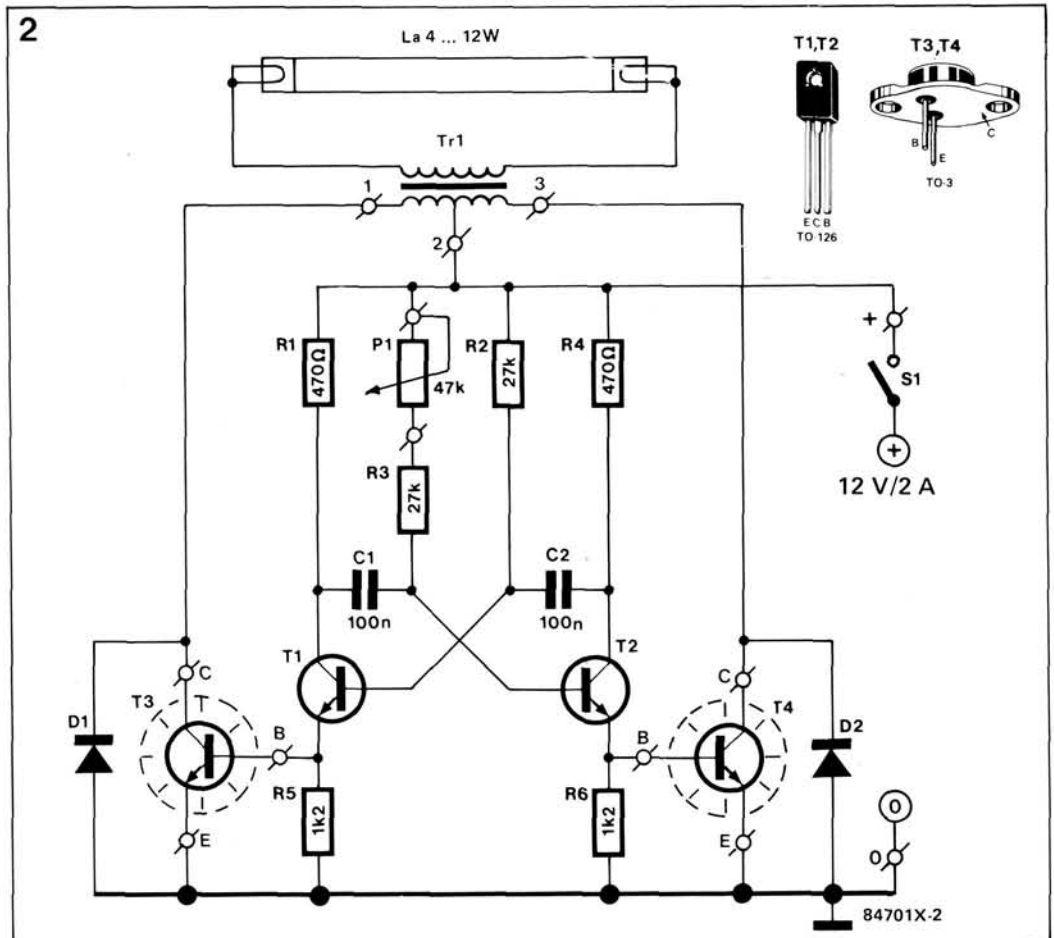 2
La 4 ... 12W
T1,T2
T3,T4
Tr1
B
E
C
TO-3
E C B
TO-126
1
3
2
R1
470Ω
P1
47k
R2
27k
R4
470Ω
+
S1
+
12 V/2 A
R3
27k
C1
100n
C2
100n
T1
T2
C
T3
D1
B
R5
1k2
E
C
T4
B
D2
R6
1k2
E
0
0
84701X-2